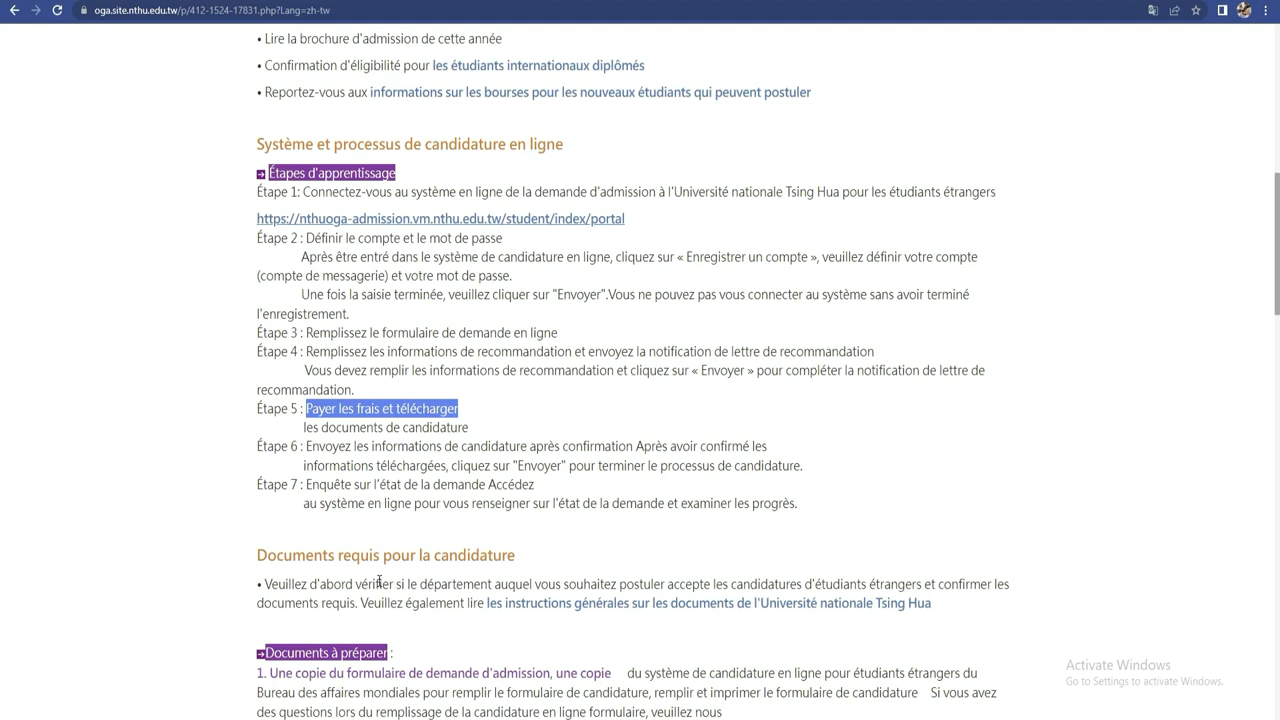 oga.site.nthu.edu.tw/p/412-1524-17831.php?Lang=zh-tw
• Lire la brochure d'admission de cette année
• Confirmation d'éligibilité pour les étudiants internationaux diplômés
• Reportez-vous aux informations sur les bourses pour les nouveaux étudiants qui peuvent postuler
Système et processus de candidature en ligne
→ Étapes d'apprentissage
Étape 1: Connectez-vous au système en ligne de la demande d'admission à l'Université nationale Tsing Hua pour les étudiants étrangers
https://nthuoga-admission.vm.nthu.edu.tw/student/index/portal
Étape 2 : Définir le compte et le mot de passe
Après être entré dans le système de candidature en ligne, cliquez sur « Enregistrer un compte », veuillez définir votre compte
(compte de messagerie) et votre mot de passe.
Une fois la saisie terminée, veuillez cliquer sur "Envoyer".Vous ne pouvez pas vous connecter au système sans avoir terminé
l'enregistrement.
Étape 3 : Remplissez le formulaire de demande en ligne
Étape 4 : Remplissez les informations de recommandation et envoyez la notification de lettre de recommandation
Vous devez remplir les informations de recommandation et cliquez sur « Envoyer » pour compléter la notification de lettre de
recommandation.
Étape 5 : Payer les frais et télécharger
les documents de candidature
Étape 6 : Envoyez les informations de candidature après confirmation Après avoir confirmé les
informations téléchargées, cliquez sur "Envoyer" pour terminer le processus de candidature.
Étape 7 : Enquête sur l'état de la demande Accédez
au système en ligne pour vous renseigner sur l'état de la demande et examiner les progrès.
Documents requis pour la candidature
• Veuillez d'abord vérifier si le département auquel vous souhaitez postuler accepte les candidatures d'étudiants étrangers et confirmer les
documents requis. Veuillez également lire les instructions générales sur les documents de l'Université nationale Tsing Hua
→Documents à préparer :
1. Une copie du formulaire de demande d'admission, une copie du système de candidature en ligne pour étudiants étrangers du
Bureau des affaires mondiales pour remplir le formulaire de candidature, remplir et imprimer le formulaire de candidature Si vous avez
des questions lors du remplissage de la candidature en ligne formulaire, veuillez nous
Activate Windows
Go to Settings to activate Windows.